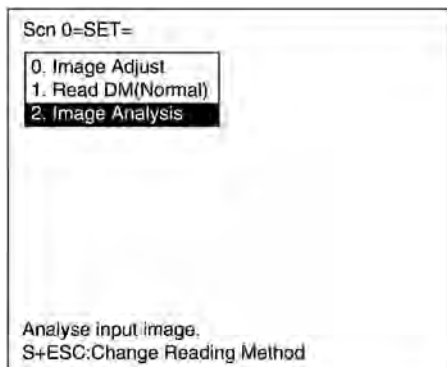 Scn 0=SET=
0. Image Adjust
1. Read DM(Normal)
2. Image Analysis
Analyse input image.
S+ESC:Change Reading Method